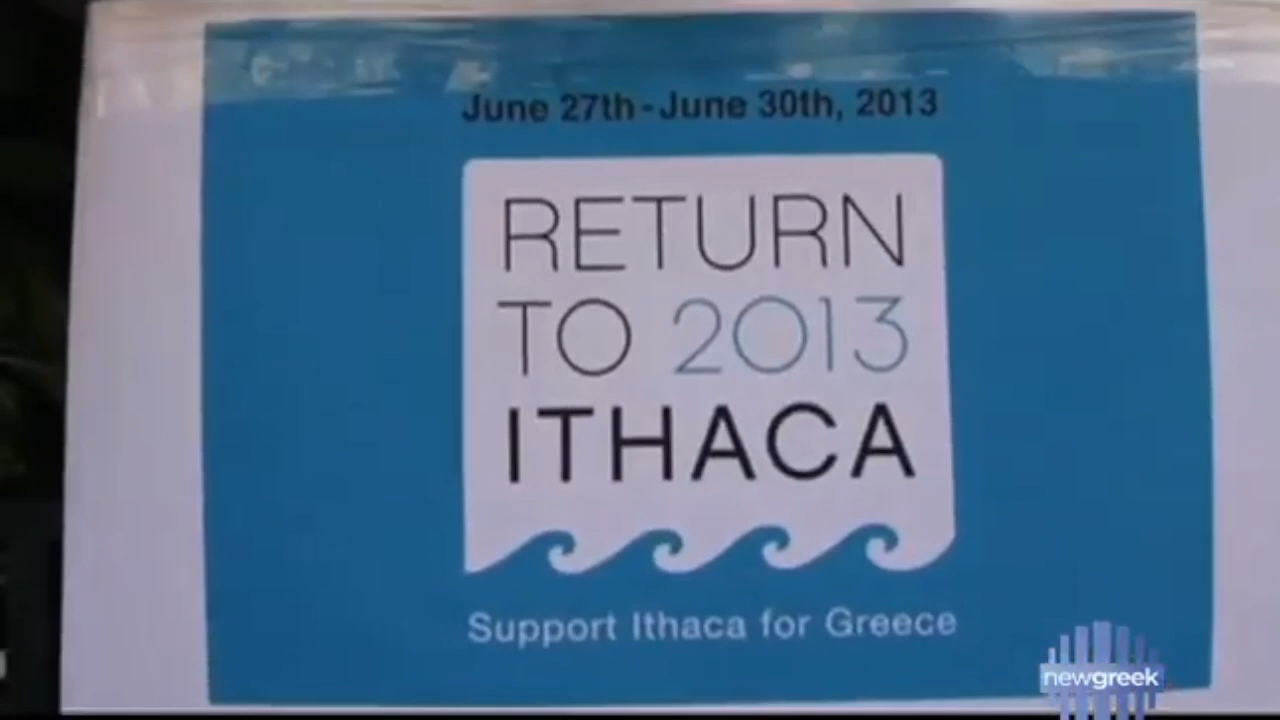 June 27th-June 30th, 2013
RETURN
TO 2013
ITHACA
Support Ithaca for Greece
newgreek